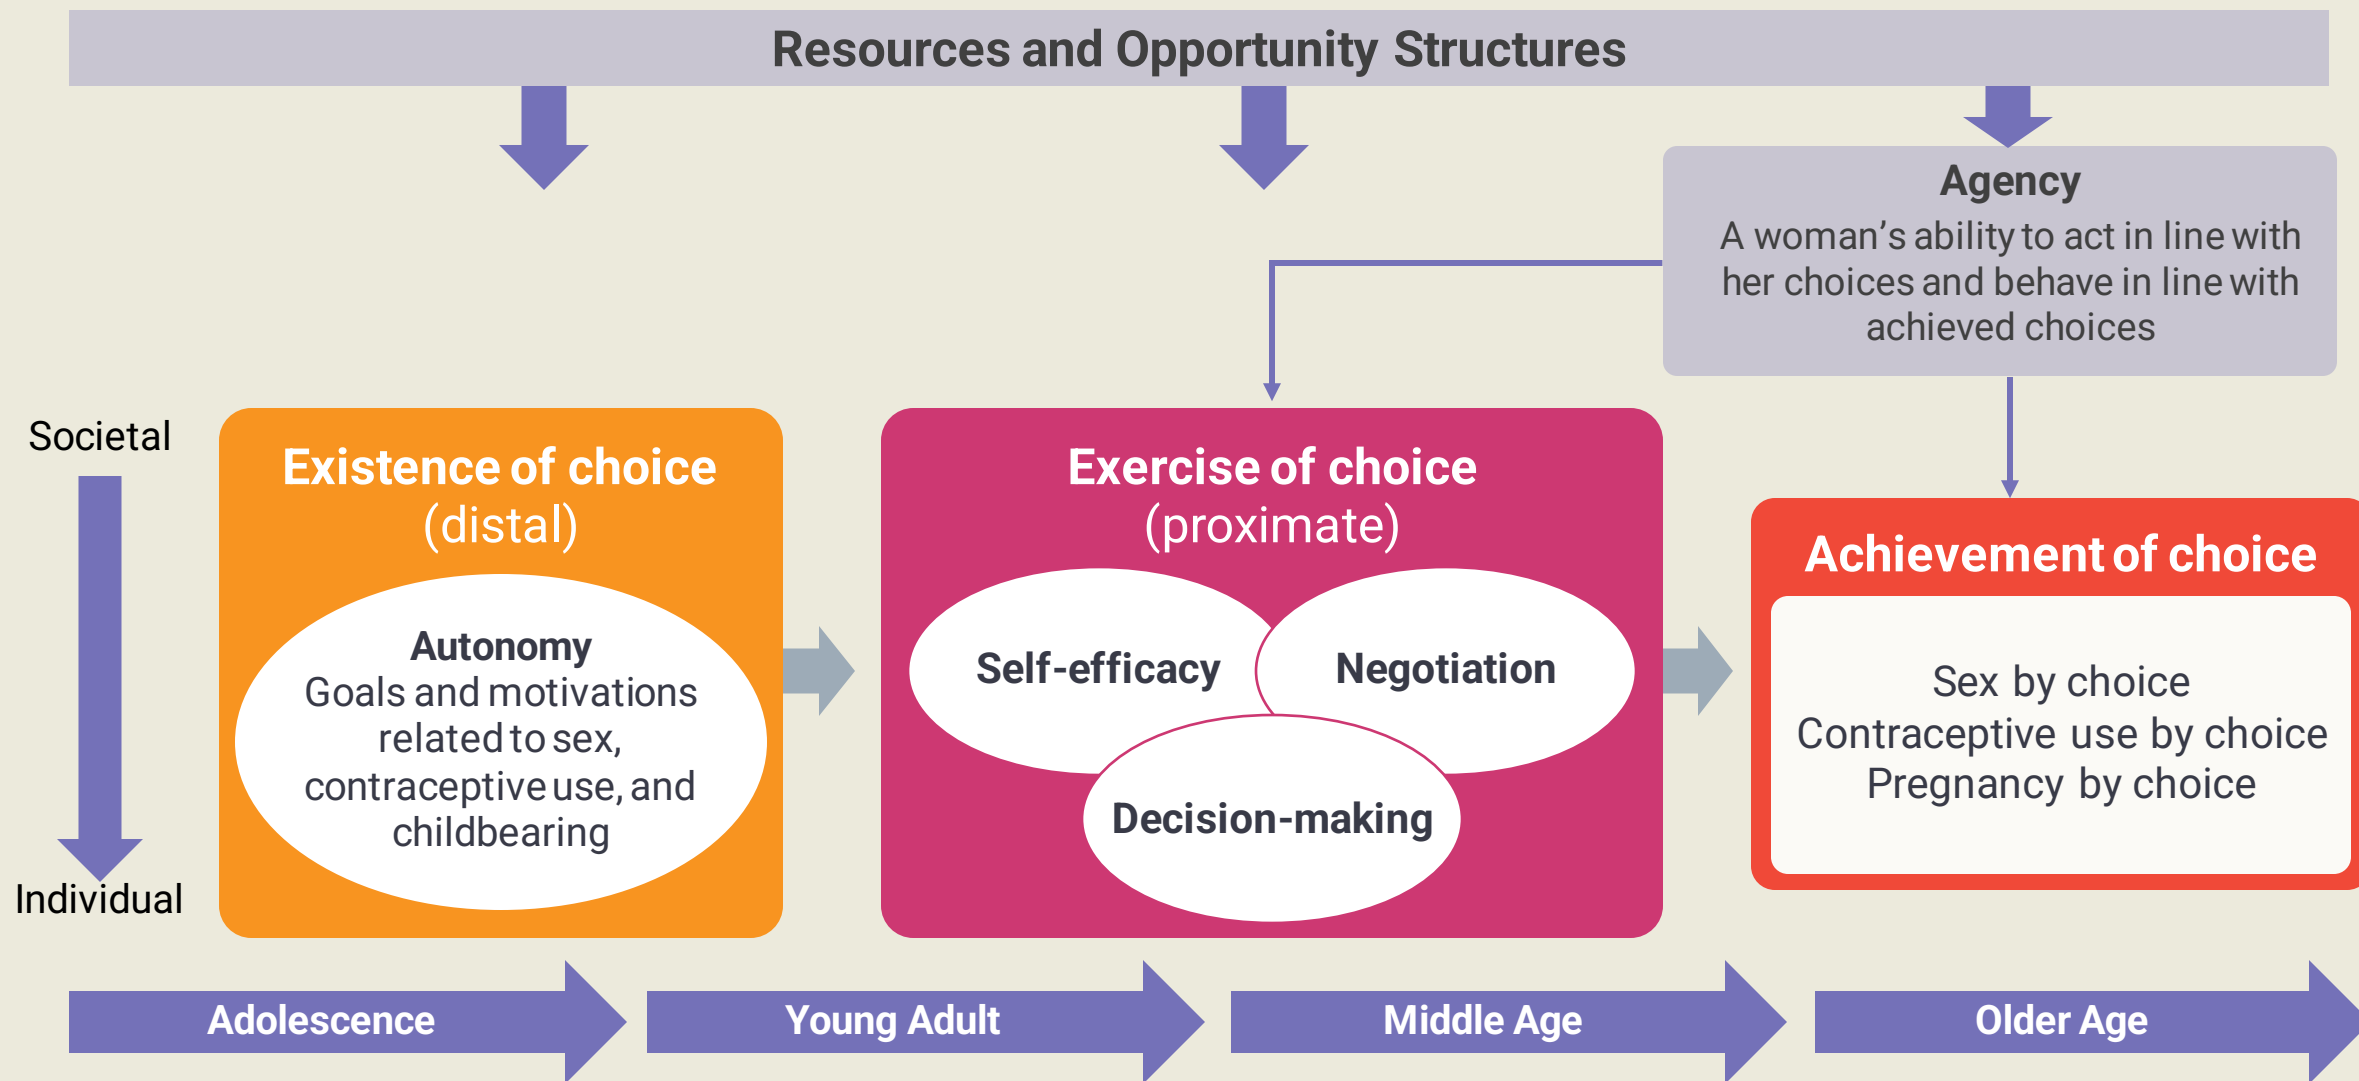 Resources and Opportunity Structures
Agency
A woman’s ability to act in line with
her choices and behave in line with
achieved choices
Societal
Individual
Existence of choice
(distal)
Autonomy
Goals and motivations
related to sex,
contraceptive use, and
childbearing
Exercise of choice
(proximate)
Self-efficacy
Negotiation
Decision-making
Achievement of choice
Sex by choice
Contraceptive use by choice
Pregnancy by choice
Adolescence
Young Adult
Middle Age
Older Age